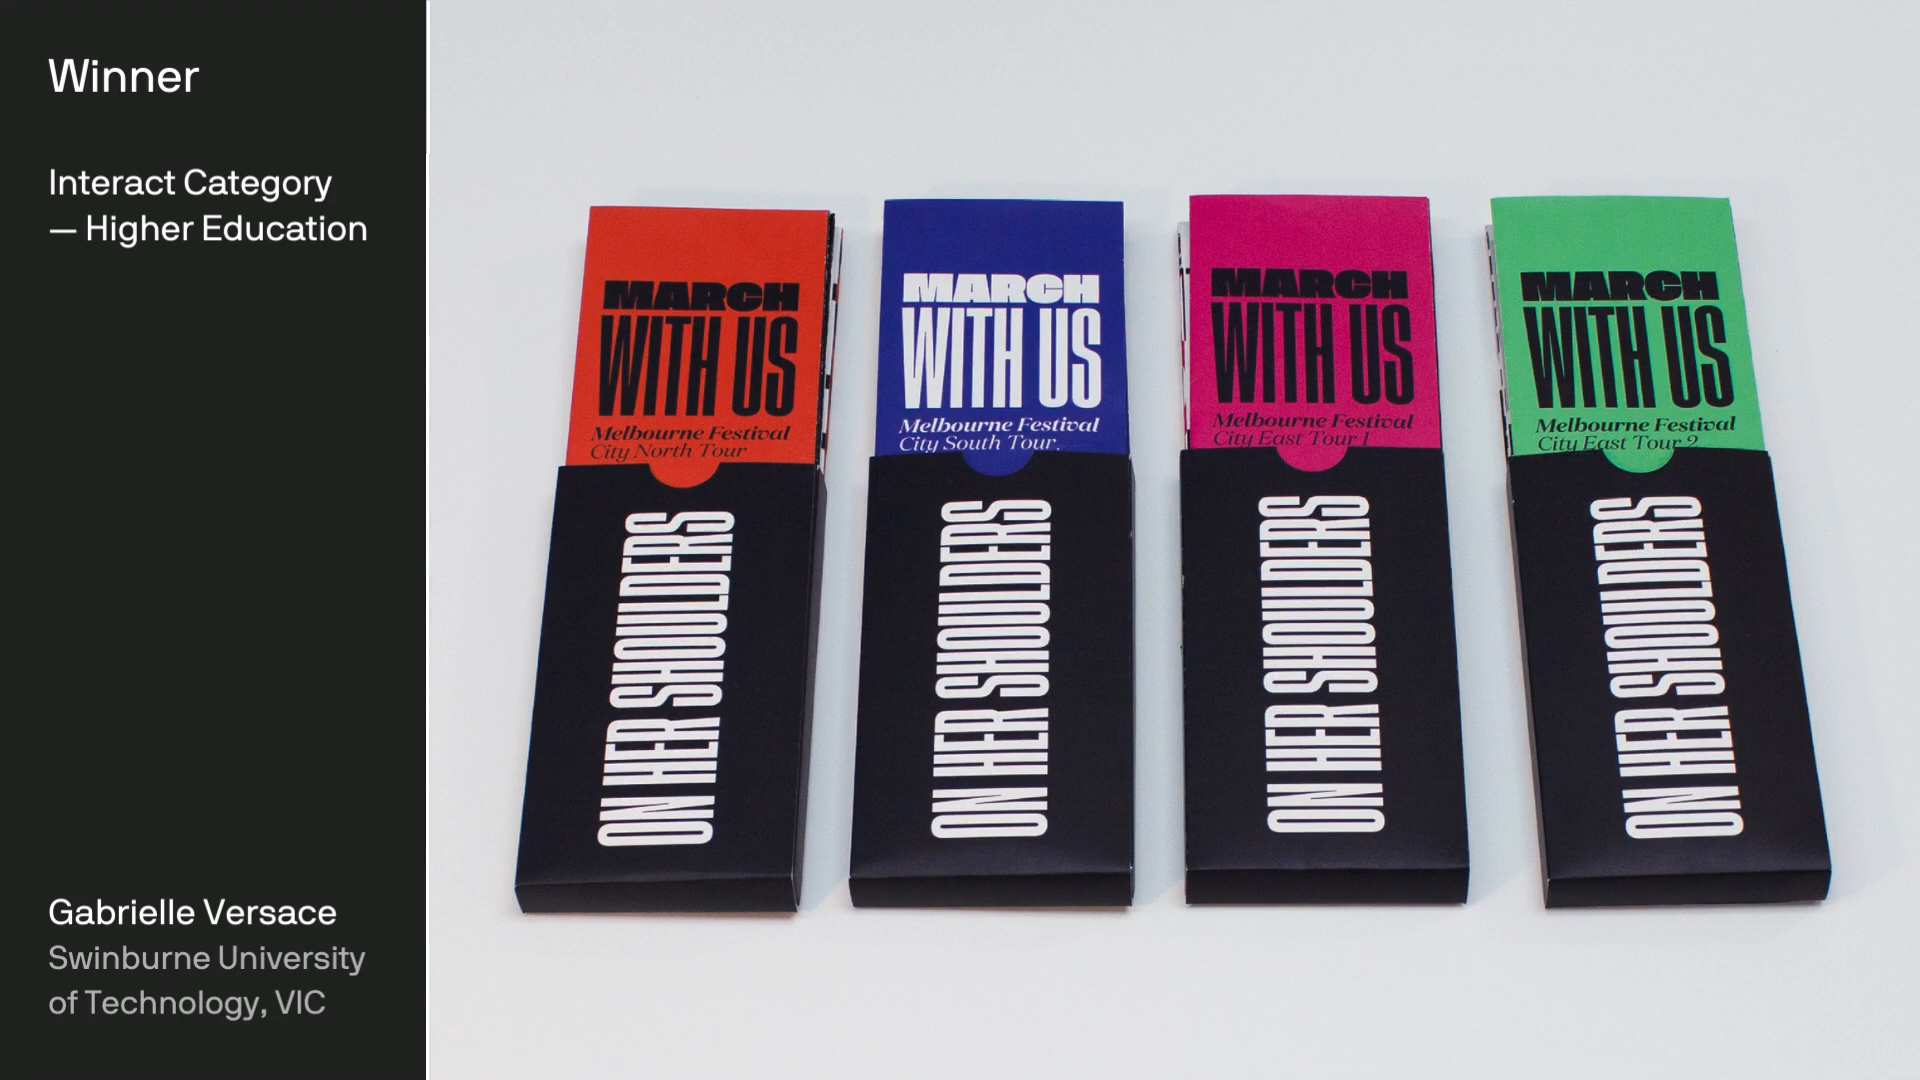 Winner
Interact Category
— Higher Education
Gabrielle Versace
Swinburne University
of Technology, VIC
MARCH
WITH US
Melbourne Festival
City North Tour
ON HER SHOULDERS
MARCH
WITH US
Melbourne Festival
City South Tour.
ON HER SHOULDERS
MARCH
WITH US
Melbourne Festival
City East Tour 1
ON HER SHOULDERS
MARCH
WITH US
Melbourne Festival
City East Tour 2
ON HER SHOULDERS